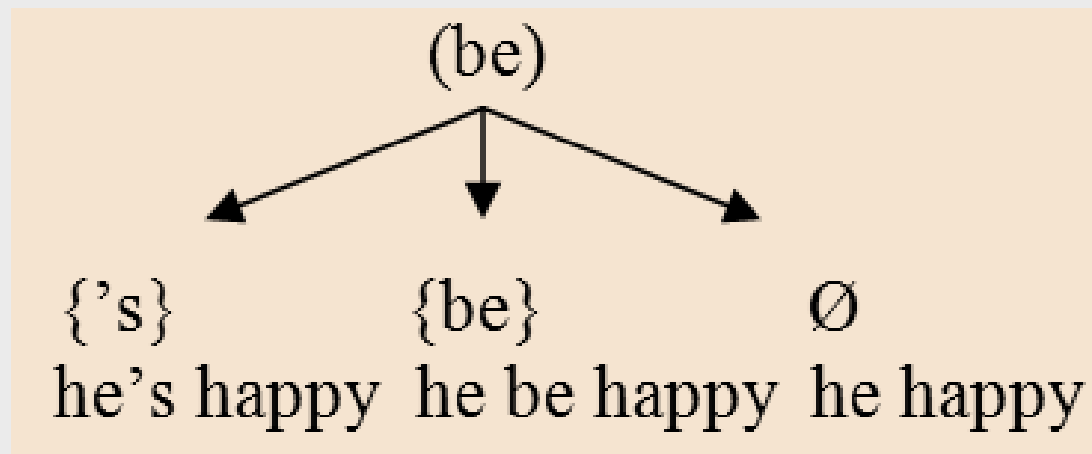 (be)
{’s} {be} Ø
he’s happy he be happy he happy